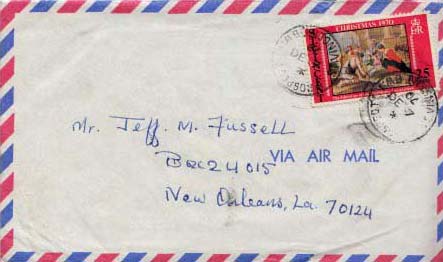 CHRISTMAS 1970
Mr. Jeff. M. Fussell
Box 24015
VIA AIR MAIL
New Orleans, La. 70124